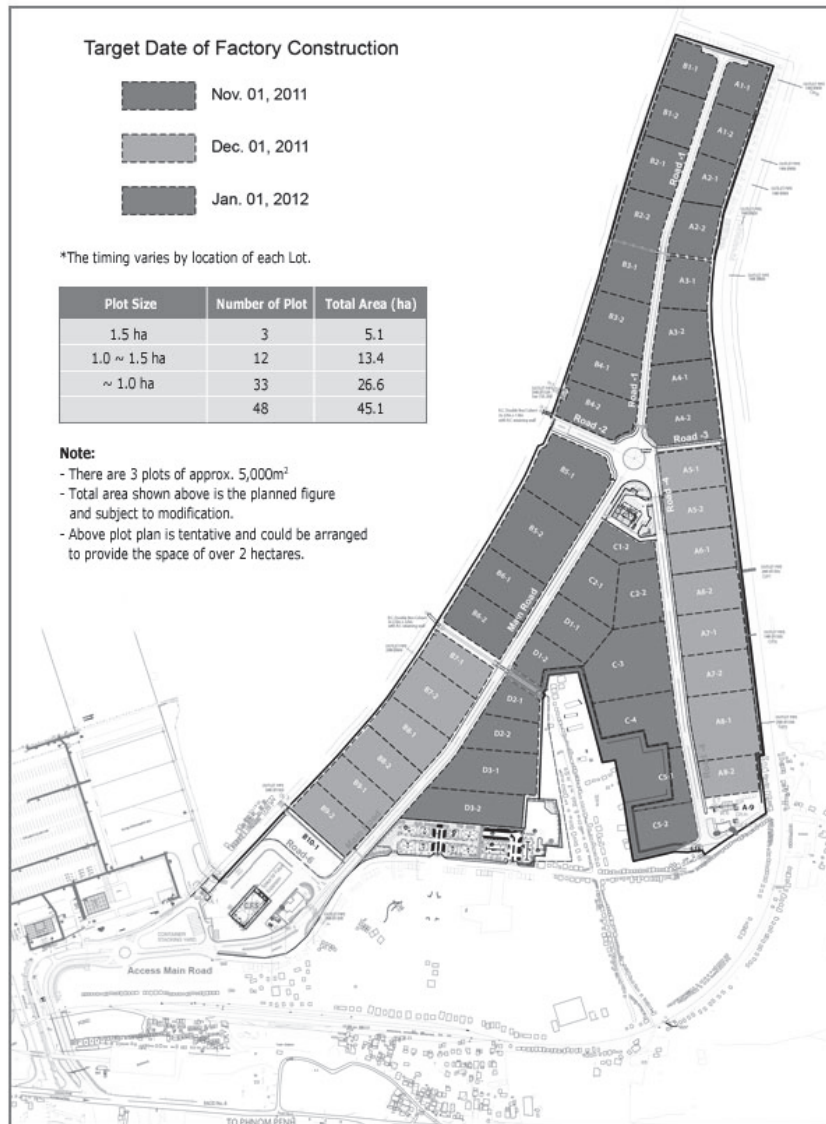 Target Date of Factory Construction
Nov. 01, 2011
Dec. 01, 2011
Jan. 01, 2012
*The timing varies by location of each Lot.
Plot Size Number of Plot Total Area (ha)
1.5 ha 3 5.1
1.0 ~ 1.5 ha 12 13.4
~ 1.0 ha 33 26.6
48 45.1
Note:
- There are 3 plots of approx. 5,000m²
- Total area shown above is the planned figure
and subject to modification.
- Above plot plan is tentative and could be arranged
to provide the space of over 2 hectares.
B1-1
A1-1
B1-2
A1-2
B2-1
Road -1
A2-1
B2-2
A2-2
B3-1
A3-1
B3-2
A3-2
B4-1
Road -1
A4-1
B4-2
A4-2
Road -2
Road -3
B5-1
A5-1
Road -4
A5-2
B5-2
C1-2
A6-1
B6-1
C2-1
C2-2
A6-2
B6-2
Main Road
D1-1
A7-1
B7-1
D1-2
C-3
A7-2
B7-2
D2-1
C-4
A8-1
B8-1
D2-2
B8-2
D3-1
C5-1
A8-2
B9-1
D3-2
A-9
B9-2
C5-2
B10-1
Road-6
C.F.S
CONTAINER
STACKING YARD
Access Main Road
TO PHNOM PENH